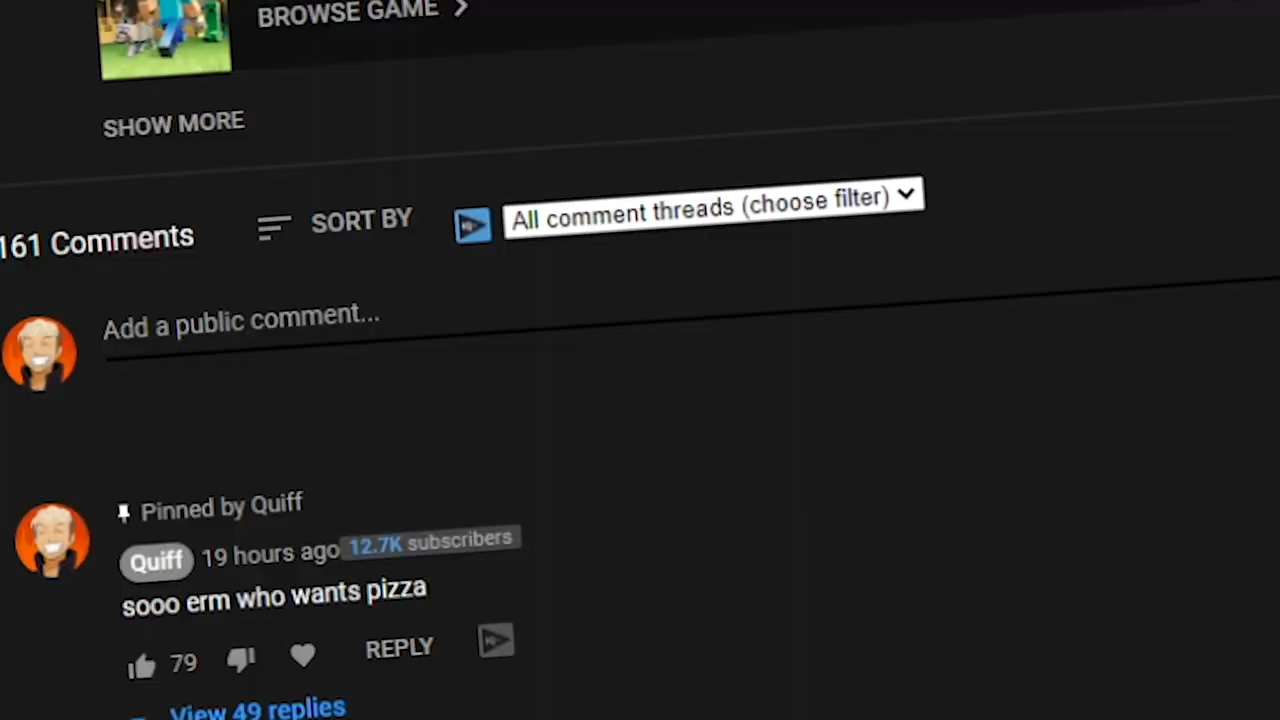 BROWSE GAME
SHOW MORE
161 Comments
SORT BY
All comment threads (choose filter)
Add a public comment...
Pinned by Quiff
Quiff 19 hours ago 12.7K subscribers
sooo erm who wants pizza
79
REPLY
View 49 replies